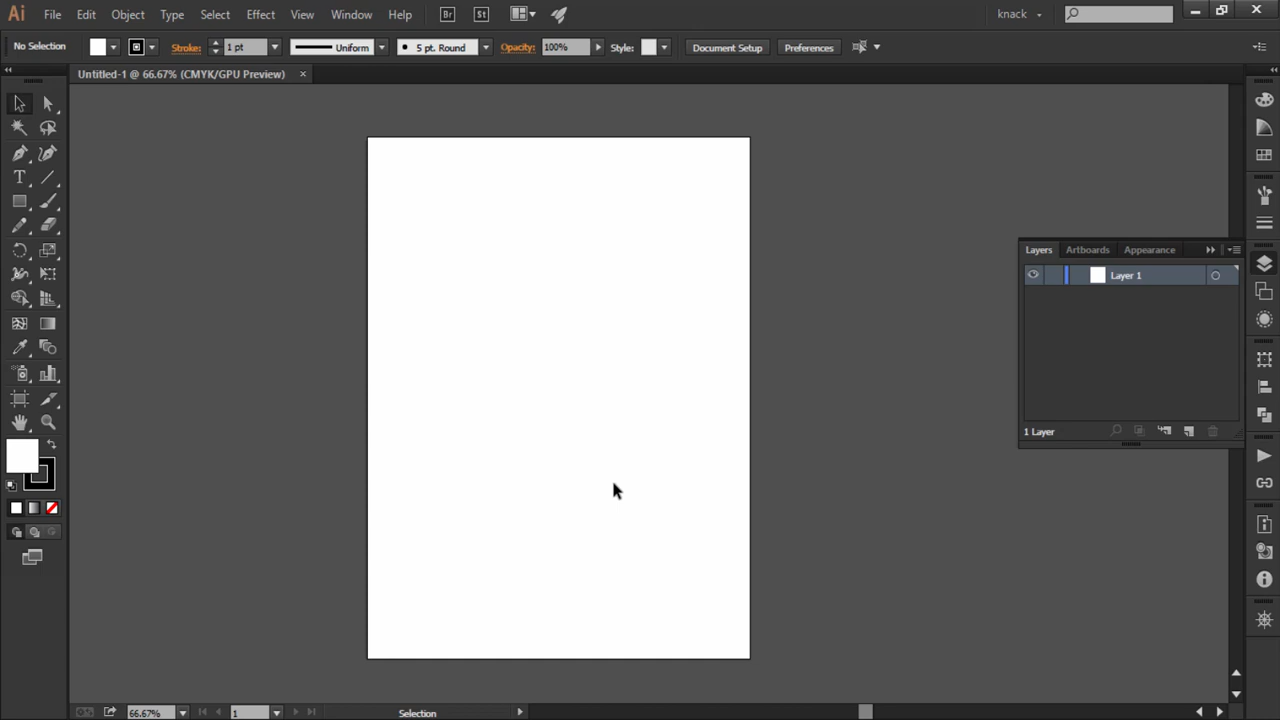 Ai File Edit Object Type Select Effect View Window Help Br St knack
No Selection Stroke: 1 pt Uniform 5 pt. Round Opacity: 100% Style: Document Setup Preferences
Untitled-1 @ 66.67% (CMYK/GPU Preview) ×
Layers Artboards Appearance
Layer 1
1 Layer
66.67% 1 Selection